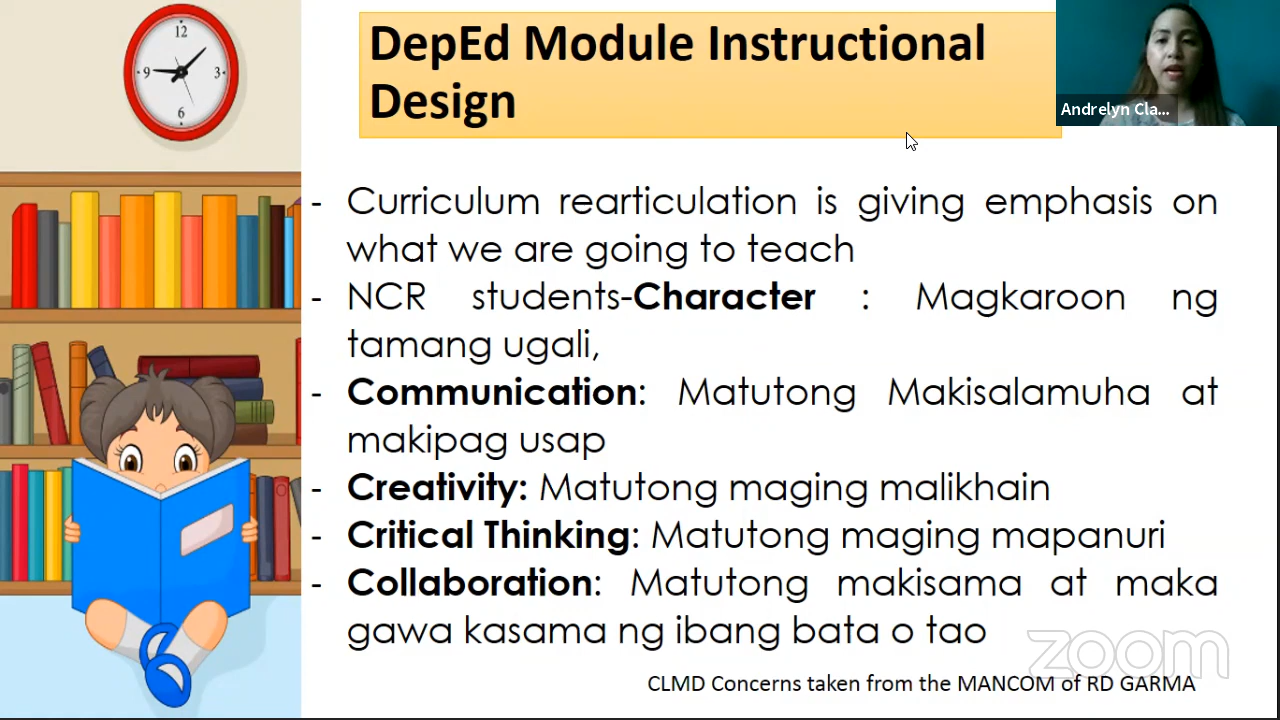 DepEd Module Instructional
Design
12
9
3
6
Andrelyn Cla...
- Curriculum rearticulation is giving emphasis on
what we are going to teach
- NCR students-Character : Magkaroon ng
tamang ugali,
- Communication: Matutong Makisalamuha at
makipag usap
- Creativity: Matutong maging malikhain
- Critical Thinking: Matutong maging mapanuri
- Collaboration: Matutong makisama at maka
gawa kasama ng ibang bata o tao
zoom
CLMD Concerns taken from the MANCOM of RD GARMA